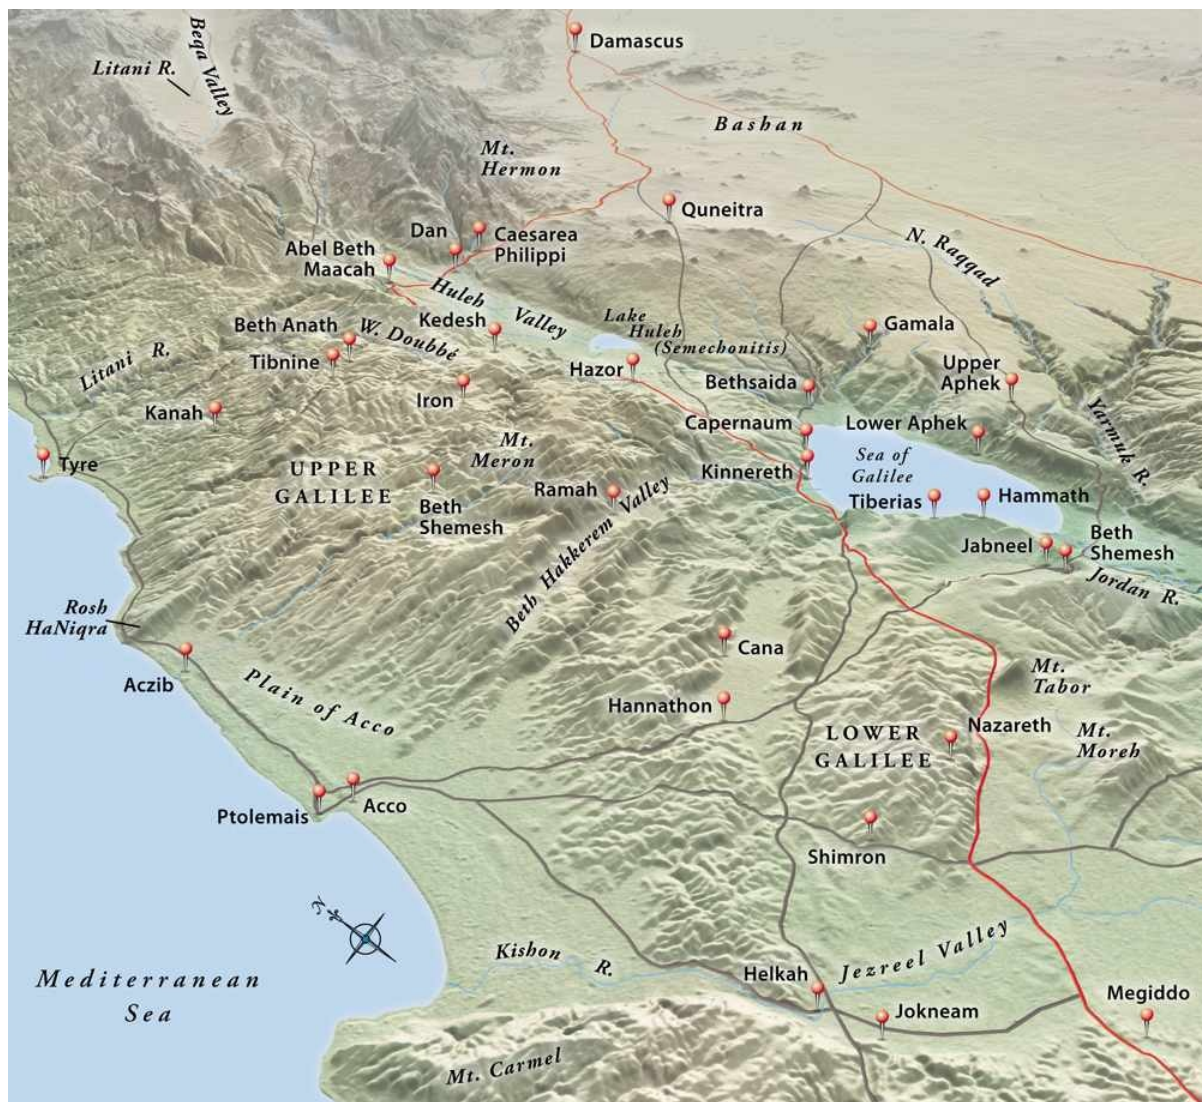 Damascus
Litani R.
Beqa Valley
Bashan
Mt.
Hermon
Quneitra
Dan
Caesarea
Philippi
Abel Beth
Maacah
N. Raqqad
Huleh Valley
Lake
Huleh
(Semechonitis)
Gamala
Beth Anath
W. Doubbé
Kedesh
Tibnine
Litani R.
Hazor
Bethsaida
Upper
Aphek
Iron
Kanah
Capernaum
Lower Aphek
Yarmuk R.
Mt.
Meron
Tyre
UPPER
GALILEE
Kinnereth
Sea of
Galilee
Ramah
Beth
Shemesh
Tiberias
Hammath
Beth Hakkerem Valley
Jabneel
Beth
Shemesh
Jordan R.
Rosh
HaNiqra
Cana
Aczib
Mt.
Tabor
Plain of Acco
Hannathon
Nazareth
LOWER
GALILEE
Mt.
Moreh
Ptolemais
Acco
Shimron
N
Kishon R.
Jezreel Valley
Helkah
Mediterranean
Sea
Megiddo
Jokneam
Mt. Carmel